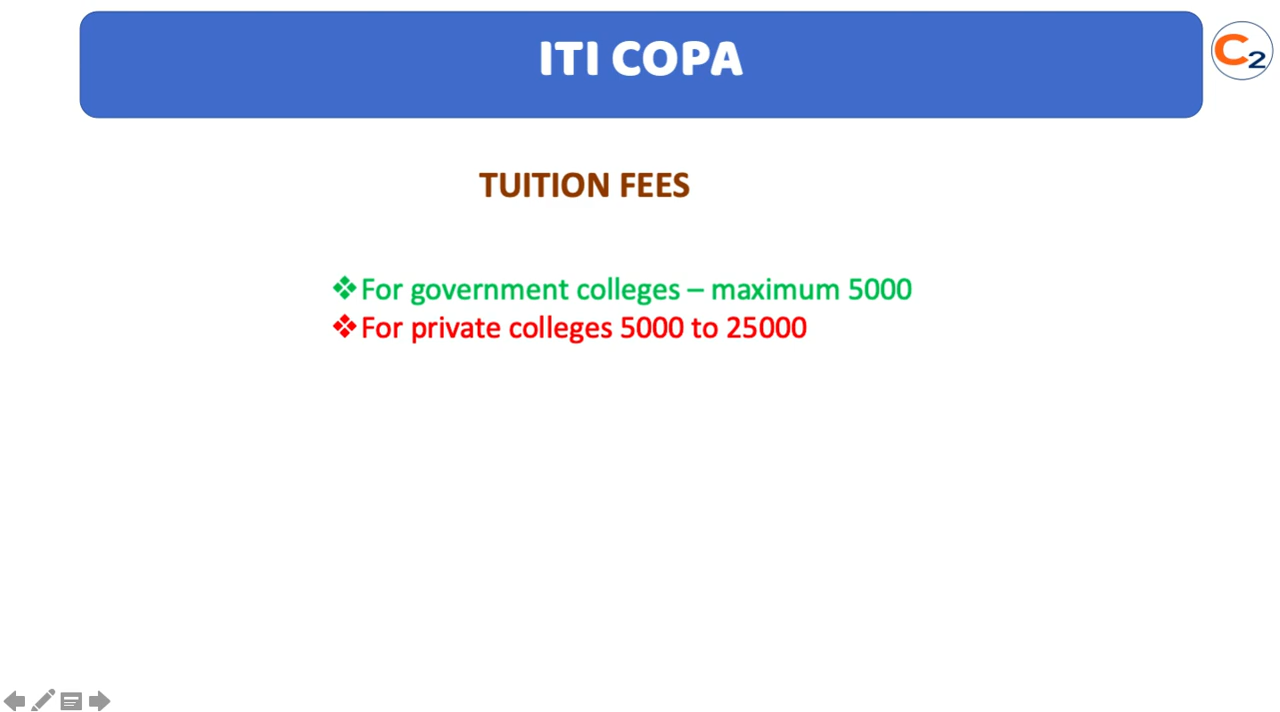 ITI COPA
C2
TUITION FEES
❖For government colleges – maximum 5000
❖For private colleges 5000 to 25000